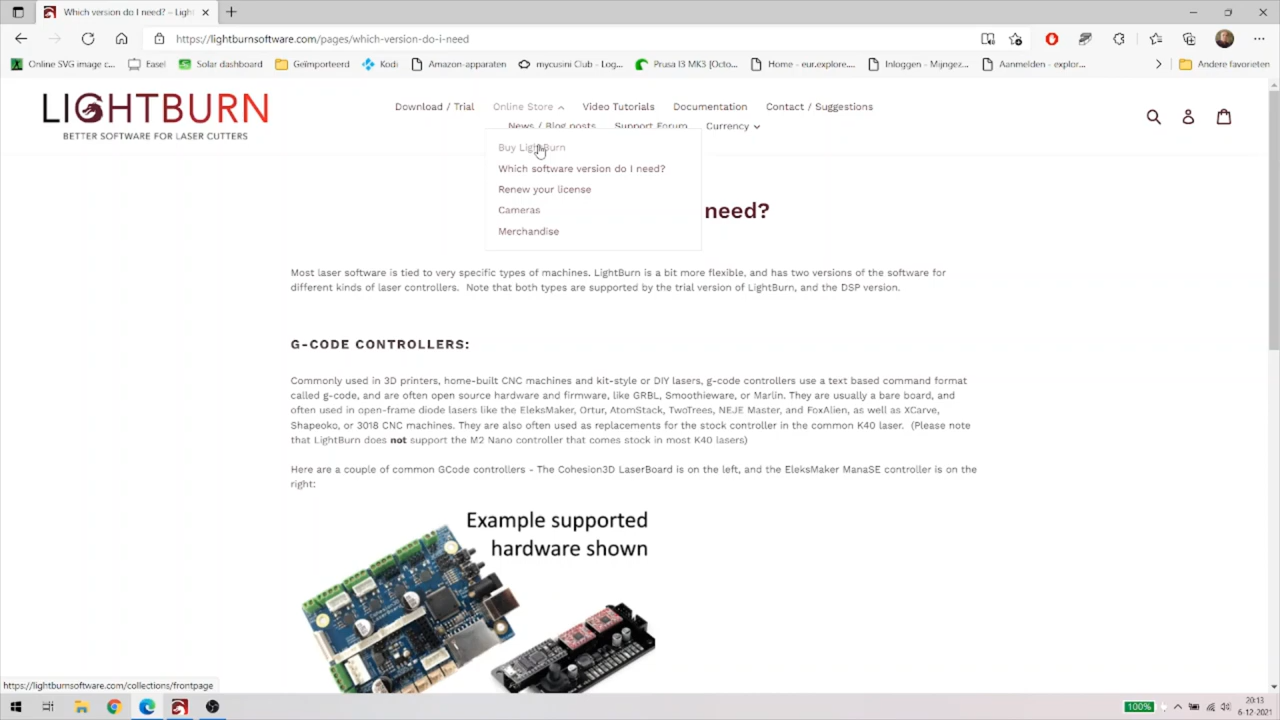 Which version do I need? – Ligh
https://lightburnsoftware.com/pages/which-version-do-i-need
Online SVG image c... Easel Solar dashboard Geïmporteerd Kodi Amazon-apparaten mycusini Club - Log... Prusa I3 MK3 [Octo... Home - eur.explore.... Inloggen - Mijngez... Aanmelden - explor... Andere favorieten
LIGHTBURN
BETTER SOFTWARE FOR LASER CUTTERS
Download / Trial Online Store Video Tutorials Documentation Contact / Suggestions
News / Blog posts Support Forum Currency
Buy LightBurn
Which software version do I need?
Renew your license
Cameras
Merchandise
need?
Most laser software is tied to very specific types of machines. LightBurn is a bit more flexible, and has two versions of the software for
different kinds of laser controllers. Note that both types are supported by the trial version of LightBurn, and the DSP version.
G-CODE CONTROLLERS:
Commonly used in 3D printers, home-built CNC machines and kit-style or DIY lasers, g-code controllers use a text based command format
called g-code, and are often open source hardware and firmware, like GRBL, Smoothieware, or Marlin. They are usually a bare board, and
often used in open-frame diode lasers like the EleksMaker, Ortur, AtomStack, TwoTrees, NEJE Master, and FoxAlien, as well as XCarve,
Shapeoko, or 3018 CNC machines. They are also often used as replacements for the stock controller in the common K40 laser. (Please note
that LightBurn does not support the M2 Nano controller that comes stock in most K40 lasers)
Here are a couple of common GCode controllers - The Cohesion3D LaserBoard is on the left, and the EleksMaker ManaSE controller is on the
right:
Example supported
hardware shown
https://lightburnsoftware.com/collections/frontpage
100%
20:13
6-12-2021